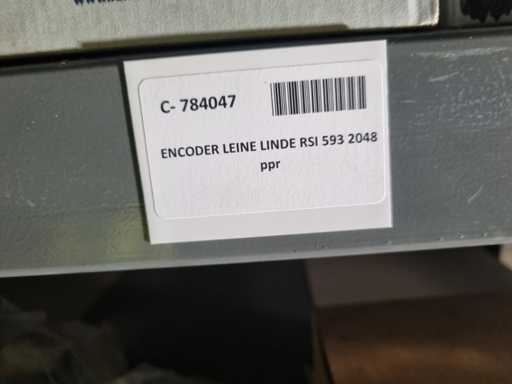 C- 784047
ENCODER LEINE LINDE RSI 593 2048
ppr